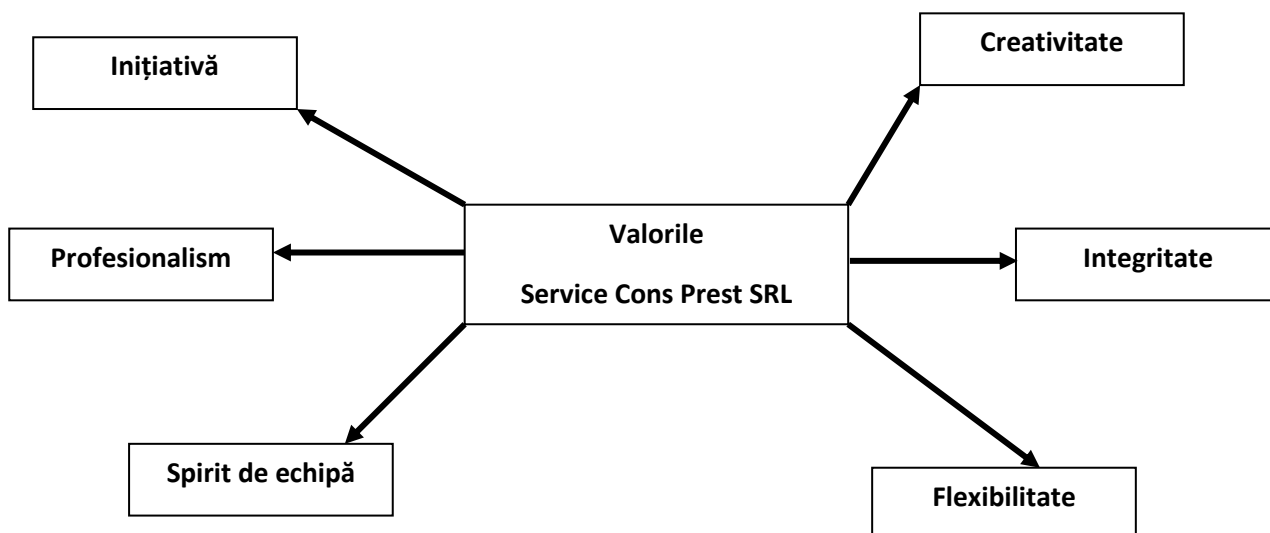 Inițiativă
Creativitate
Valorile
Service Cons Prest SRL
Profesionalism
Integritate
Spirit de echipă
Flexibilitate